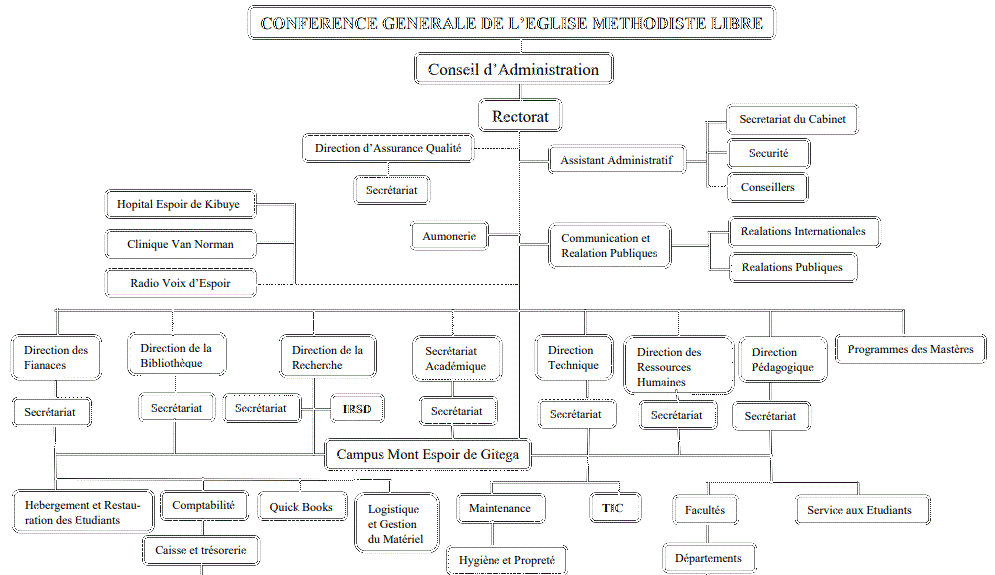 CONFERENCE GENERALE DE L'EGLISE METHODISTE LIBRE
Conseil d'Administration
Rectorat
Secretariat du Cabinet
Direction d'Assurance Qualité
Assistant Administratif
Securité
Secrétariat
Conseillers
Hopital Espoir de Kibuye
Clinique Van Norman
Radio Voix d'Espoir
Aumonerie
Communication et
Realation Publiques
Realations Internationales
Realations Publiques
Direction des
Fianaces
Direction de la
Bibliothèque
Direction de la
Recherche
Secrétariat
Académique
Direction
Technique
Direction des
Ressources
Humaines
Direction
Pédagogique
Programmes des Mastères
Secrétariat
Secrétariat
Secrétariat
IRSD
Secrétariat
Secrétariat
Secrétariat
Secrétariat
Campus Mont Espoir de Gitega
Hebergement et Restau-
ration des Etudiants
Comptabilité
Quick Books
Logistique
et Gestion
du Matériel
Maintenance
TIC
Facultés
Service aux Etudiants
Caisse et trésorerie
Hygiène et Propreté
Départements